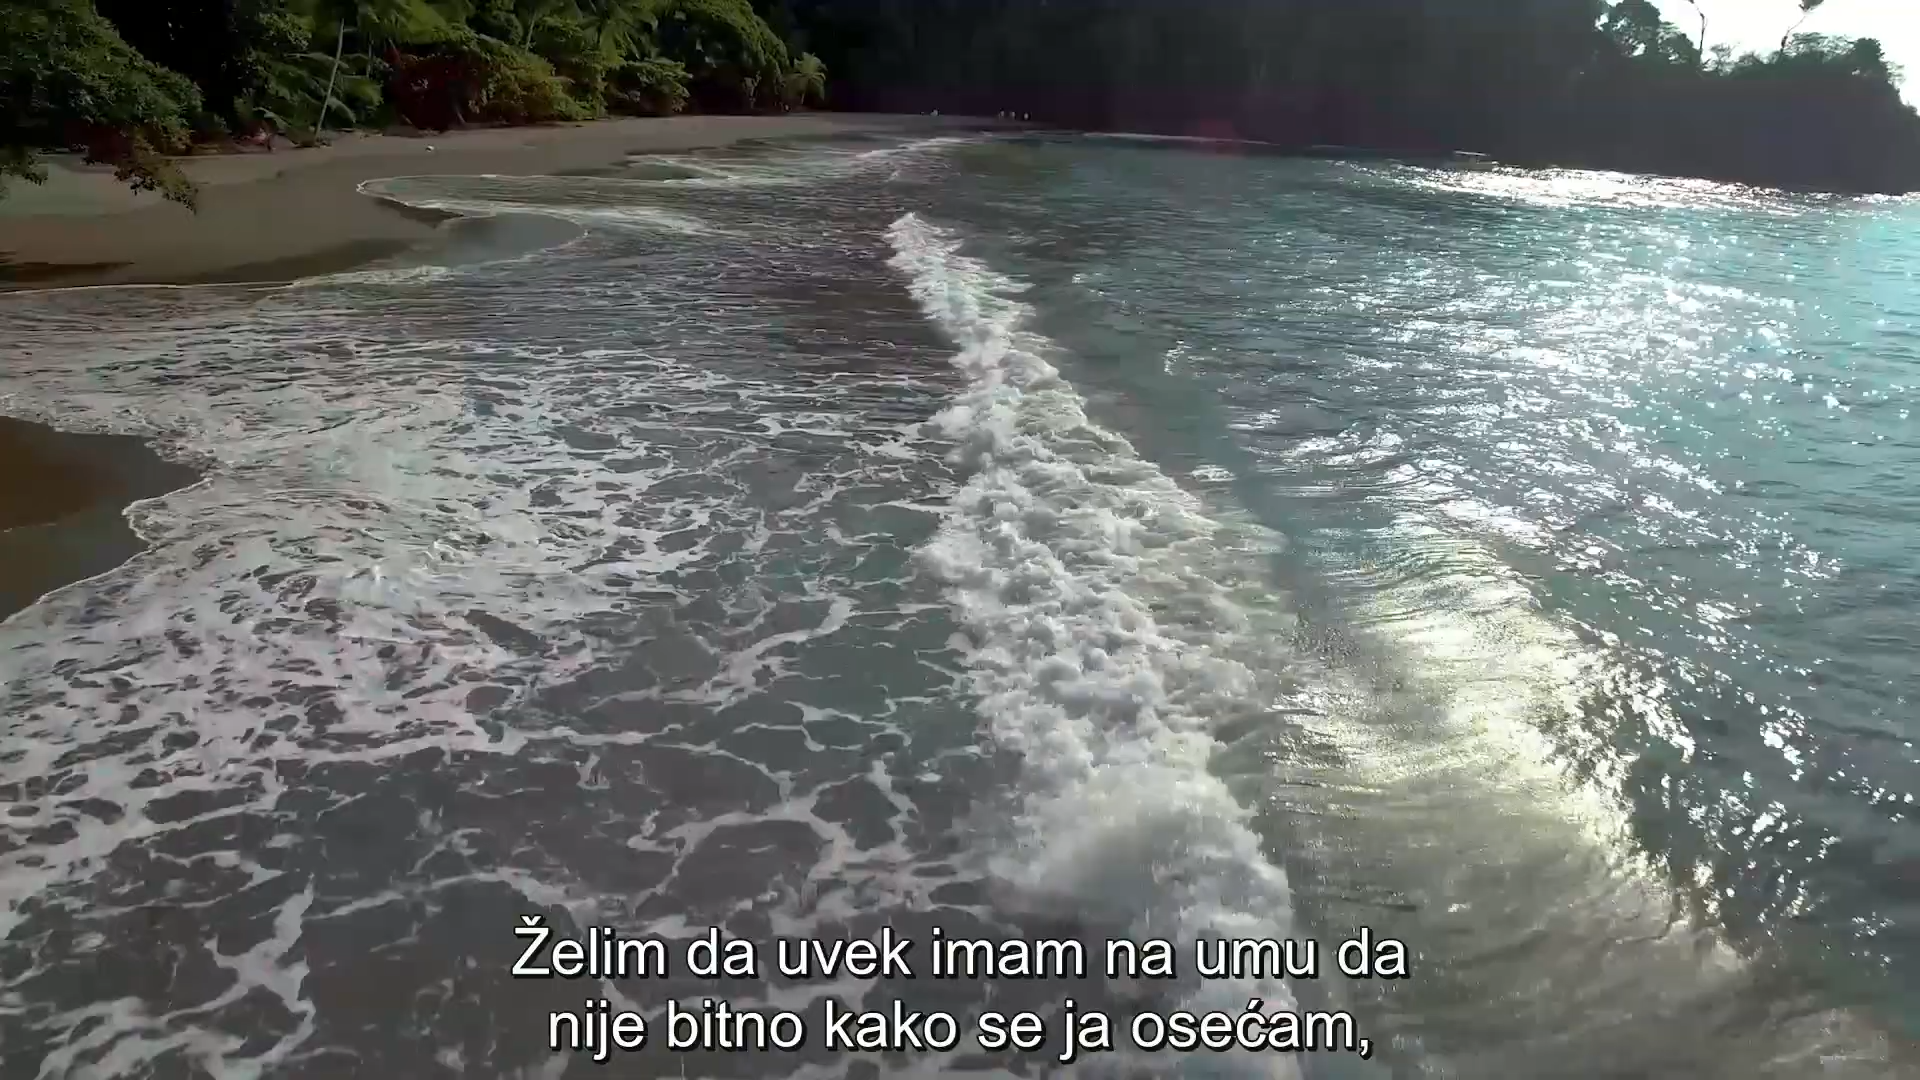 Želim da uvek imam na umu da
nije bitno kako se ja osećam,